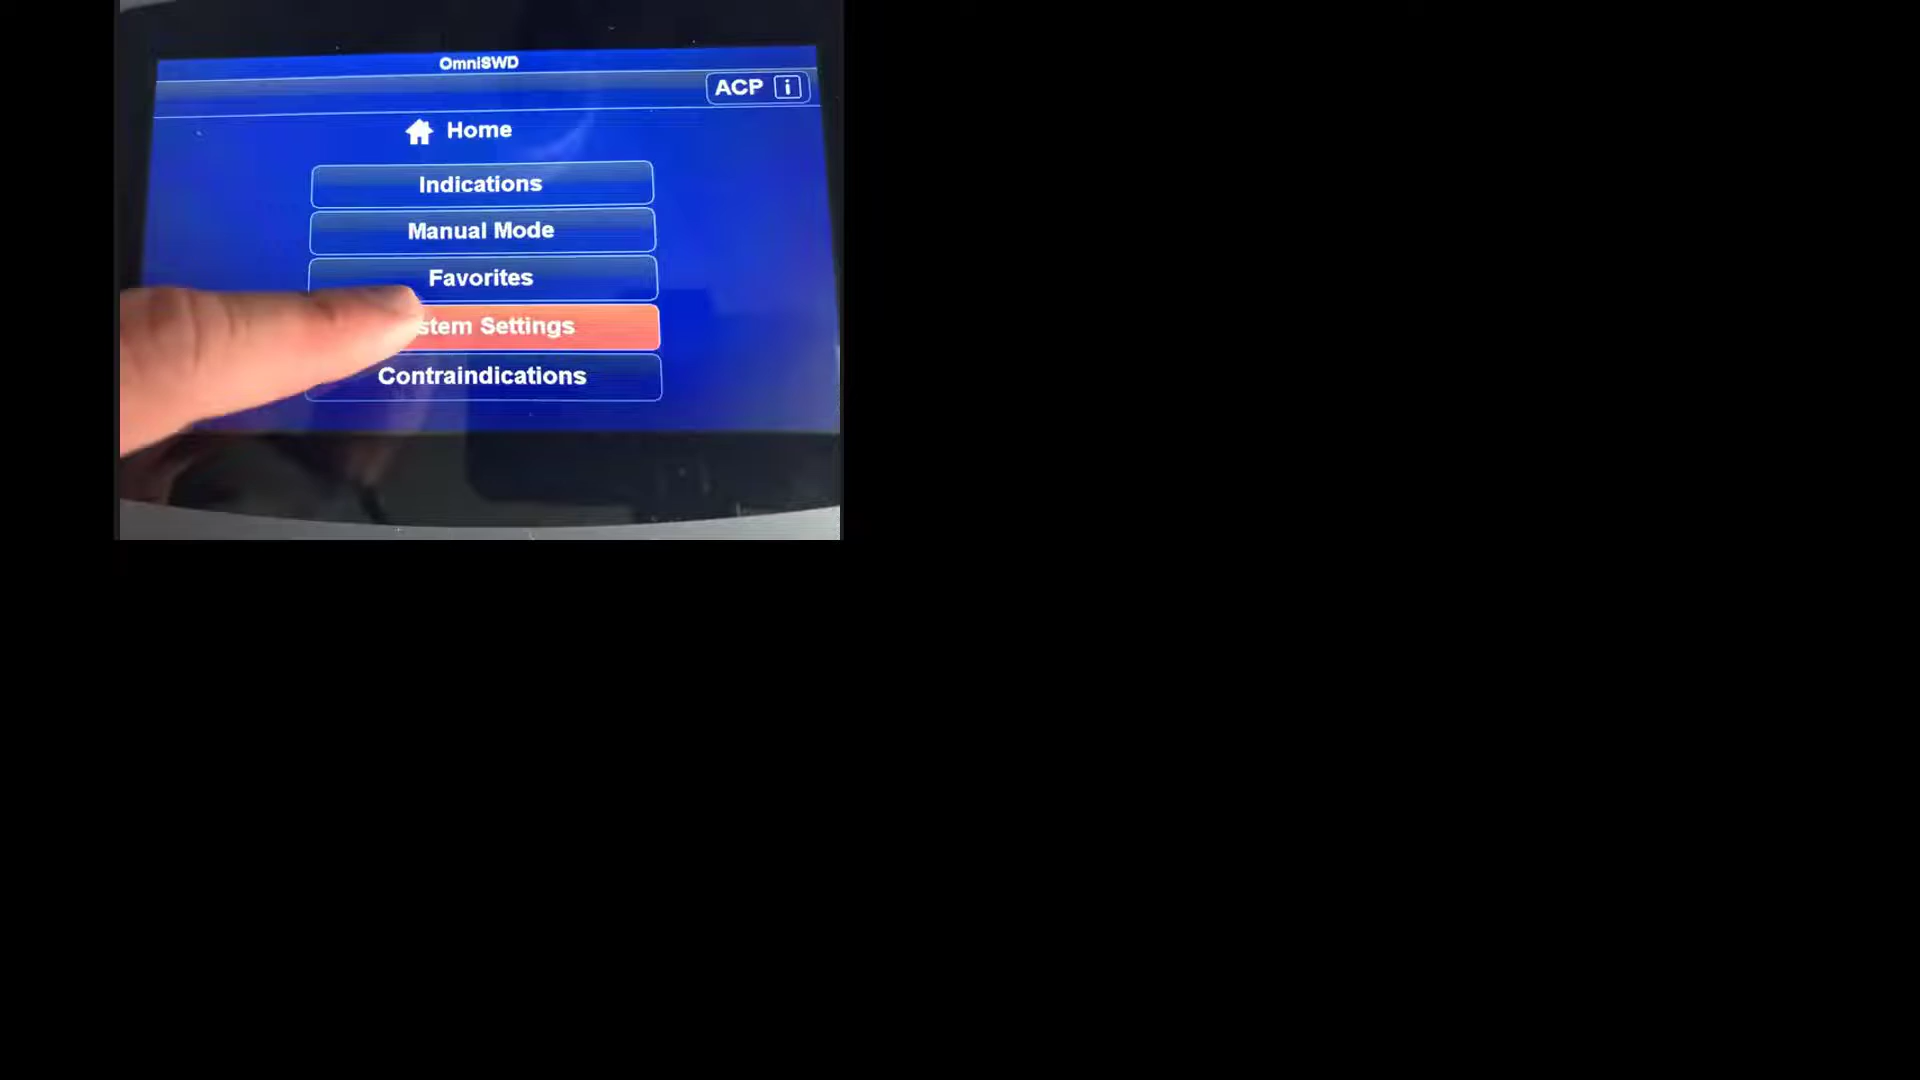 OmniSWD
ACP i
Home
Indications
Manual Mode
Favorites
stem Settings
Contraindications